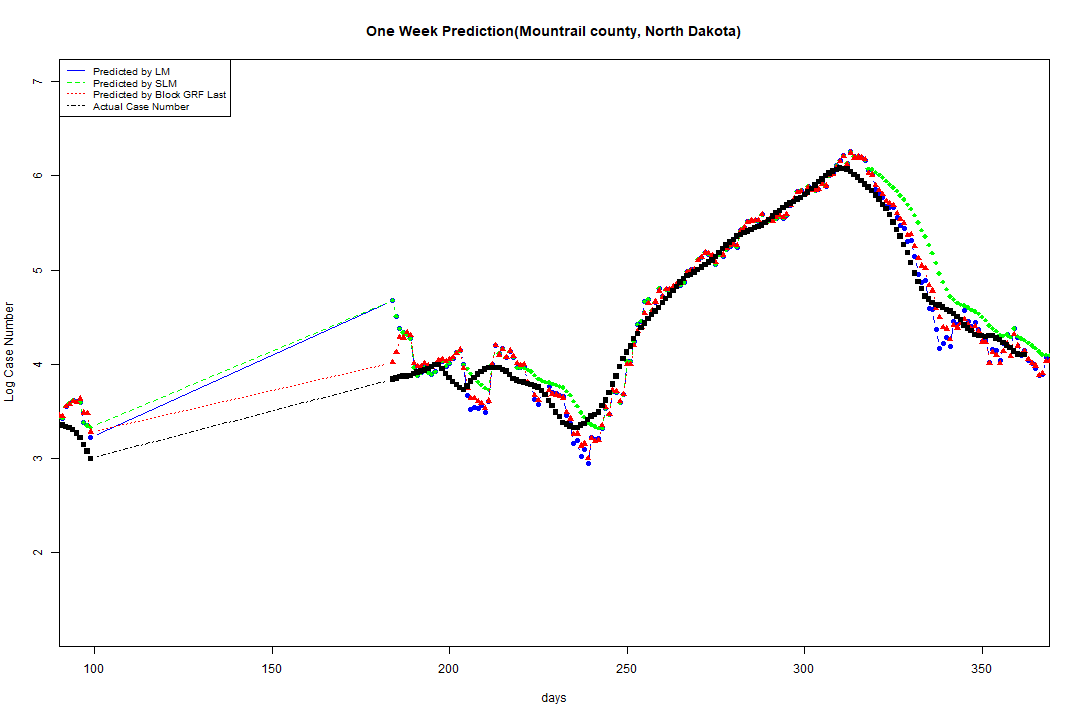 One Week Prediction(Mountrail county, North Dakota)
Predicted by LM
Predicted by SLM
Predicted by Block GRF Last
Actual Case Number
7
6
5
4
3
2
Log Case Number
100 150 200 250 300 350
days